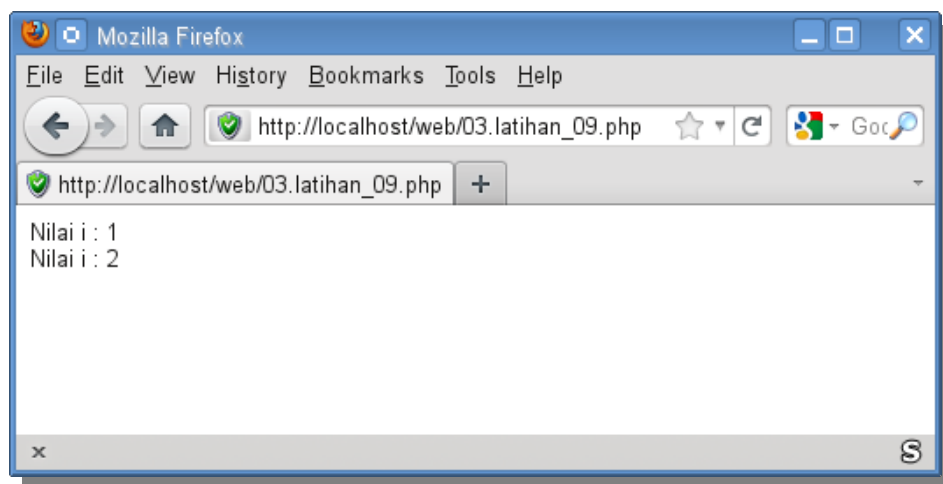 Mozilla Firefox
File Edit View History Bookmarks Tools Help
http://localhost/web/03.latihan_09.php
http://localhost/web/03.latihan_09.php
Nilai i : 1
Nilai i : 2
S